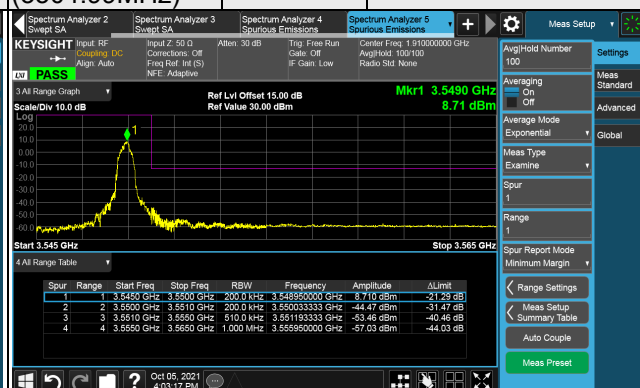 (3564.00MHz)
Spectrum Analyzer 2
Swept SA
Spectrum Analyzer 3
Swept SA
Spectrum Analyzer 4
Spurious Emissions
Spectrum Analyzer 5
Spurious Emissions
Meas Setup
KEYSIGHT
Input: RF
Coupling: DC
Align: Auto
Input Z: 50 Ω
Corrections: Off
Freq Ref: Int (S)
NFE: Adaptive
Atten: 30 dB
Trig: Free Run
Gate: Off
IF Gain: Low
Center Freq: 1.910000000 GHz
Avg|Hold: 100/100
Radio Std: None
LXI PASS
3 All Range Graph
Scale/Div 10.0 dB
Ref Lvl Offset 15.00 dB
Ref Value 30.00 dBm
Mkr1 3.5490 GHz
8.71 dBm
Log
20.0
10.0
0.00
-10.0
-20.0
-30.0
-40.0
-50.0
-60.0
1
Start 3.545 GHz
Stop 3.565 GHz
4 All Range Table
Spur Range Start Freq Stop Freq RBW Frequency Amplitude ΔLimit
1 1 3.5450 GHz 3.5500 GHz 200.0 kHz 3.548950000 GHz 8.710 dBm -21.29 dB
2 2 3.5500 GHz 3.5510 GHz 200.0 kHz 3.550033333 GHz -44.47 dBm -31.47 dB
3 3 3.5510 GHz 3.5550 GHz 510.0 kHz 3.551193333 GHz -53.46 dBm -40.46 dB
4 4 3.5550 GHz 3.5650 GHz 1.000 MHz 3.555950000 GHz -57.03 dBm -44.03 dB
Avg|Hold Number
100
Averaging
On
Off
Average Mode
Exponential
Meas Type
Examine
Spur
1
Range
1
Spur Report Mode
Minimum Margin
Range Settings
Meas Setup
Summary Table
Auto Couple
Meas Preset
Settings
Meas
Standard
Advanced
Global
Oct 05, 2021
4:03:17 PM